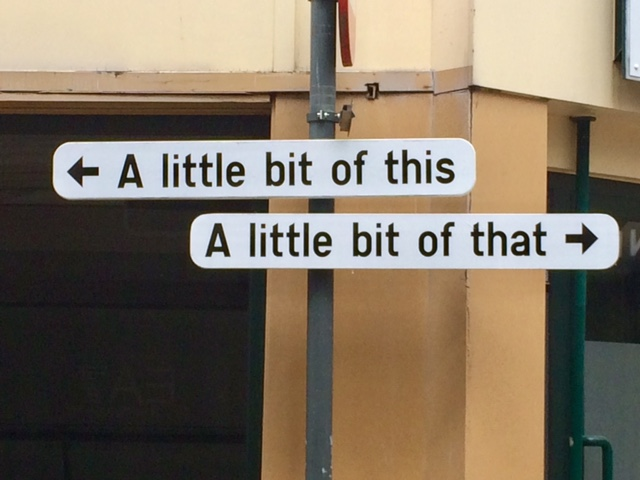 ← A little bit of this
A little bit of that →